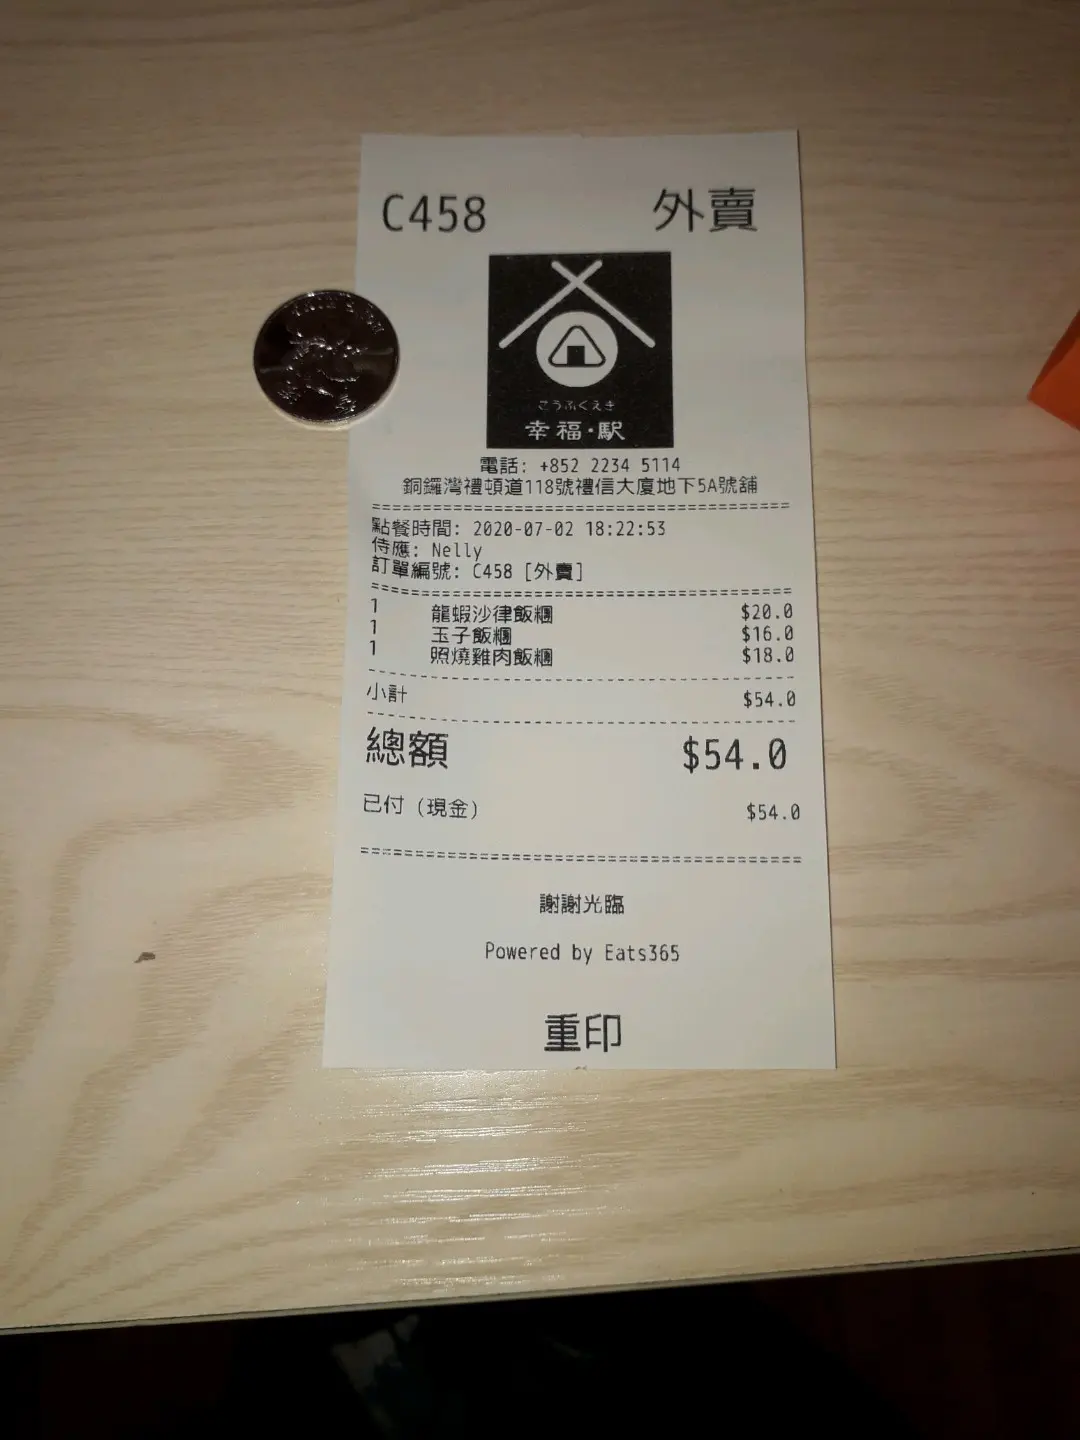 C458 外賣
こうふくえき
幸福・駅
電話: +852 2234 5114
銅鑼灣禮頓道118號禮信大廈地下5A號舖
點餐時間: 2020-07-02 18:22:53
侍應: Nelly
訂單編號: C458 [外賣]
1 龍蝦沙律飯糰 $20.0
1 玉子飯糰 $16.0
1 照燒雞肉飯糰 $18.0
小計 $54.0
總額 $54.0
已付 (現金) $54.0
謝謝光臨
Powered by Eats365
重印